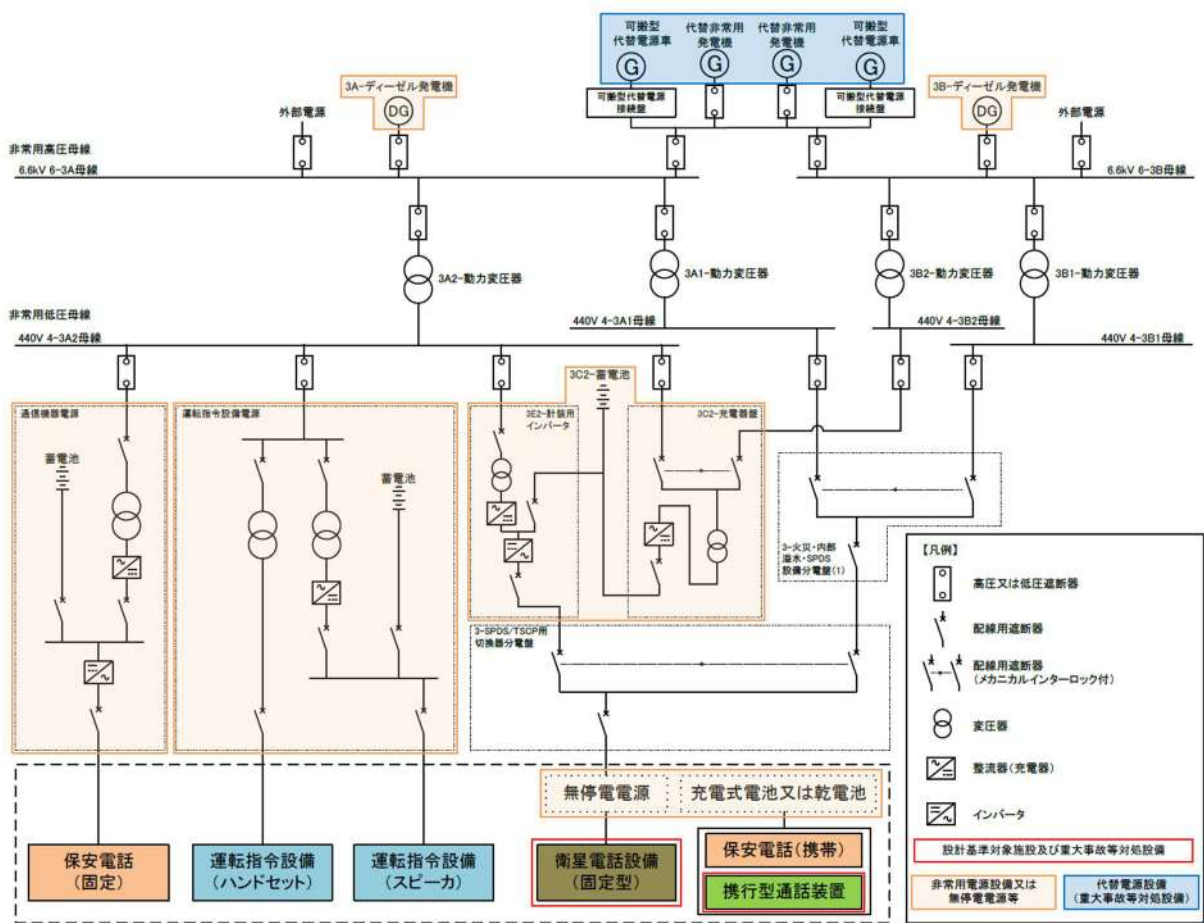 可搬型
代替電源車
代替非常用
発電機
代替非常用
発電機
可搬型
代替電源車
G
G
G
G
3A-ディーゼル発電機
DG
3B-ディーゼル発電機
DG
可搬型代替電源
接続盤
可搬型代替電源
接続盤
外部電源
外部電源
非常用高圧母線
6.6kV 6-3A母線
6.6kV 6-3B母線
3A2-動力変圧器
3A1-動力変圧器
3B2-動力変圧器
3B1-動力変圧器
非常用低圧母線
440V 4-3A2母線
440V 4-3A1母線
440V 4-3B2母線
440V 4-3B1母線
通信機器電源
蓄電池
運転指令設備電源
蓄電池
3C2-蓄電池
3E2-計装用
インバータ
3C2-充電器盤
3-火災・内部
溢水・SPDS
設備分電盤(1)
3-SPDS/TSCP用
切換器分電盤
無停電電源
充電式電池又は乾電池
保安電話
(固定)
運転指令設備
(ハンドセット)
運転指令設備
(スピーカ)
衛星電話設備
(固定型)
保安電話(携帯)
携行型通話装置
【凡例】
高圧又は低圧遮断器
配線用遮断器
配線用遮断器
(メカニカルインターロック付)
変圧器
整流器(充電器)
インバータ
設計基準対象施設及び重大事故等対処設備
非常用電源設備又は
無停電電源等
代替電源設備
(重大事故等対処設備)